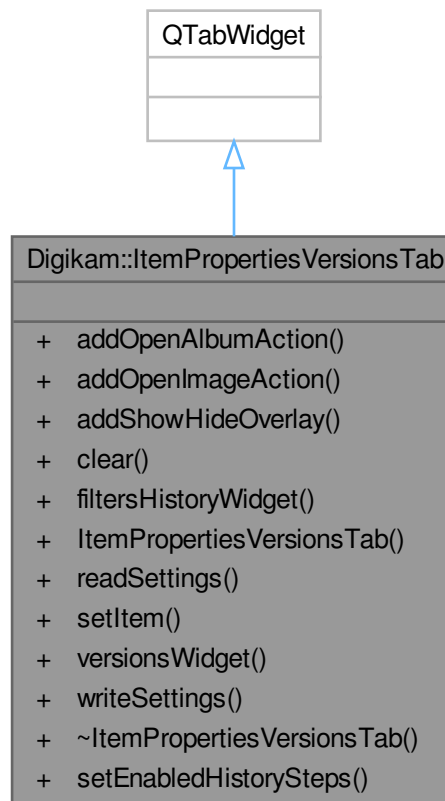 QTabWidget
Digikam::ItemPropertiesVersionsTab
+ addOpenAlbumAction()
+ addOpenImageAction()
+ addShowHideOverlay()
+ clear()
+ filtersHistoryWidget()
+ ItemPropertiesVersionsTab()
+ readSettings()
+ setItem()
+ versionsWidget()
+ writeSettings()
+ ~ItemPropertiesVersionsTab()
+ setEnabledHistorySteps()